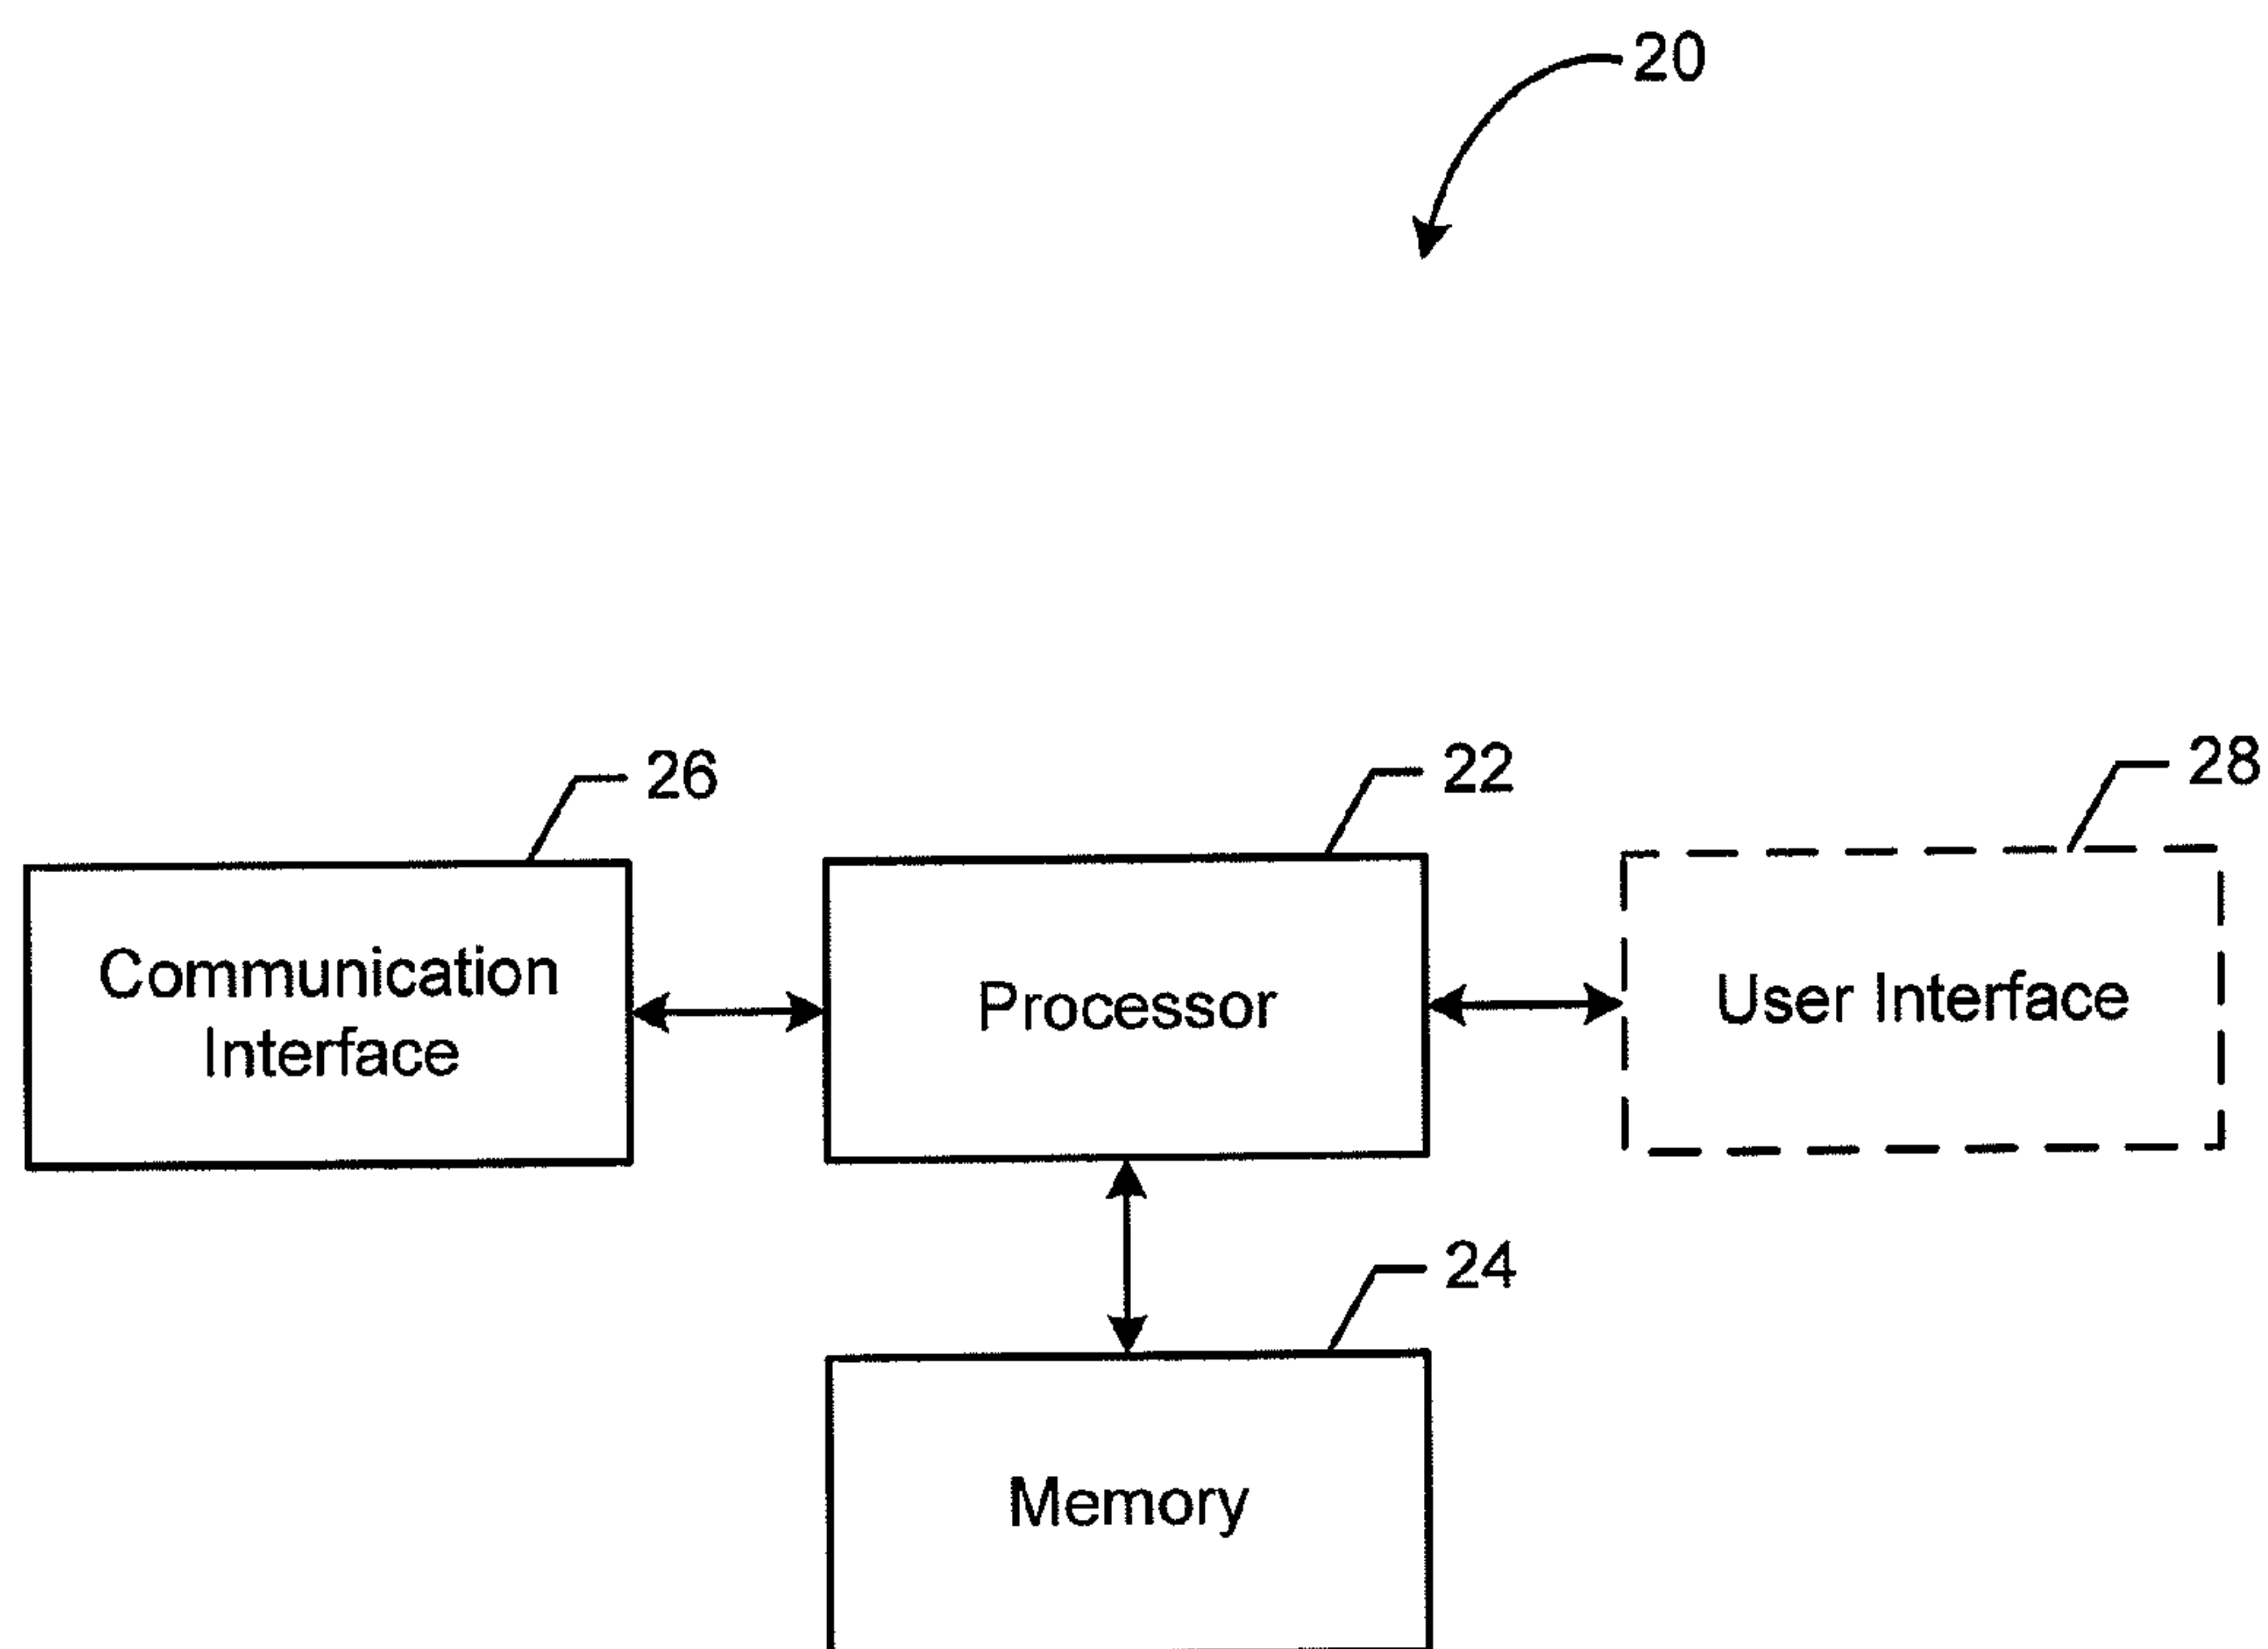 20
26
22
28
Communication
Interface
Processor
User Interface
24
Memory